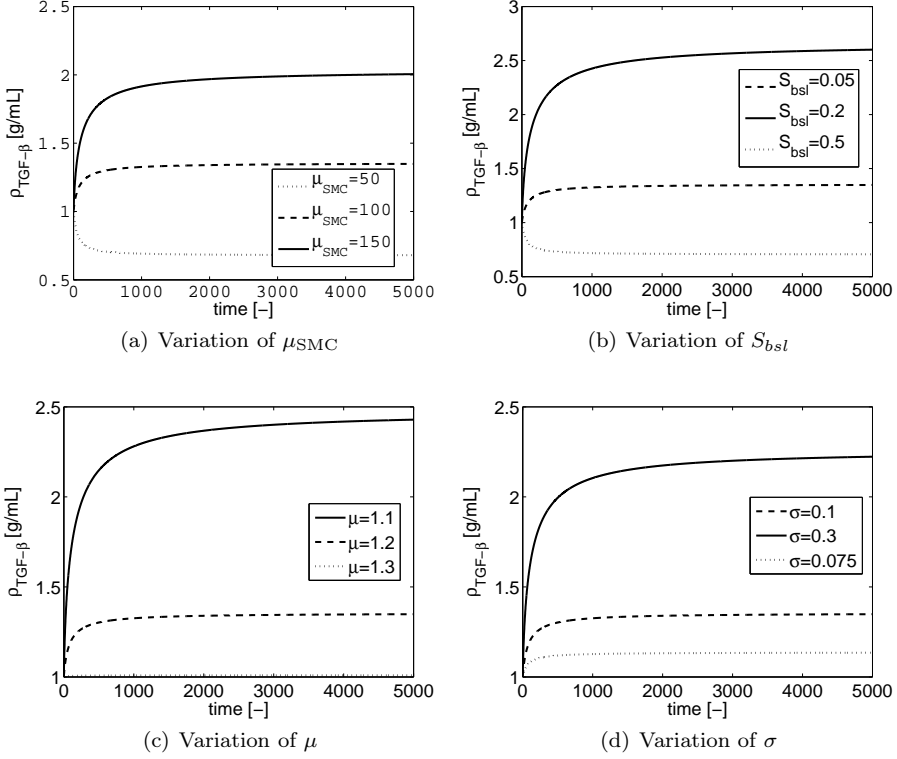 2.5
2
1.5
1
0.5
0 1000 2000 3000 4000 5000
time [−]
ρTGF−β [g/mL]
μSMC=50
μSMC=100
μSMC=150
(a) Variation of μSMC
3
2.5
2
1.5
1
0.5
0 1000 2000 3000 4000 5000
time [−]
ρTGF−β [g/mL]
Sbsl=0.05
Sbsl=0.2
Sbsl=0.5
(b) Variation of Sbsl
2.5
2
1.5
1
0 1000 2000 3000 4000 5000
time [−]
ρTGF−β [g/mL]
μ=1.1
μ=1.2
μ=1.3
(c) Variation of μ
2.5
2
1.5
1
0 1000 2000 3000 4000 5000
time [−]
ρTGF−β [g/mL]
σ=0.1
σ=0.3
σ=0.075
(d) Variation of σ